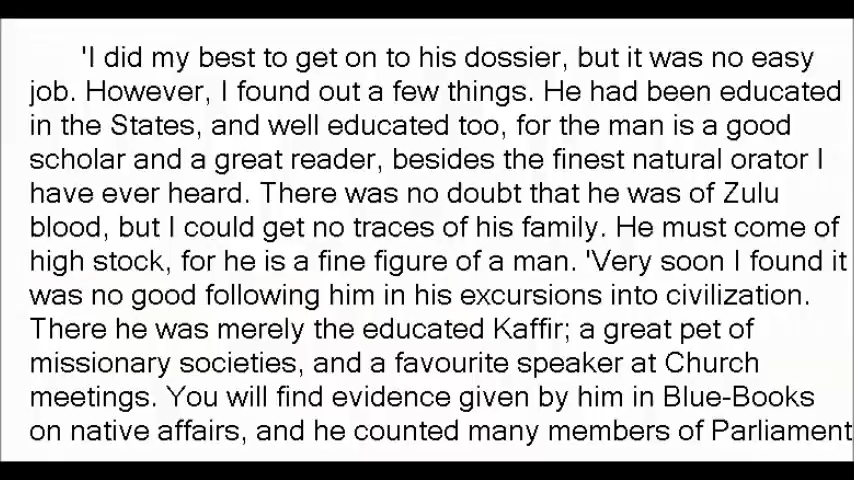 'I did my best to get on to his dossier, but it was no easy
job. However, I found out a few things. He had been educated
in the States, and well educated too, for the man is a good
scholar and a great reader, besides the finest natural orator I
have ever heard. There was no doubt that he was of Zulu
blood, but I could get no traces of his family. He must come of
high stock, for he is a fine figure of a man. 'Very soon I found it
was no good following him in his excursions into civilization.
There he was merely the educated Kaffir; a great pet of
missionary societies, and a favourite speaker at Church
meetings. You will find evidence given by him in Blue-Books
on native affairs, and he counted many members of Parliament